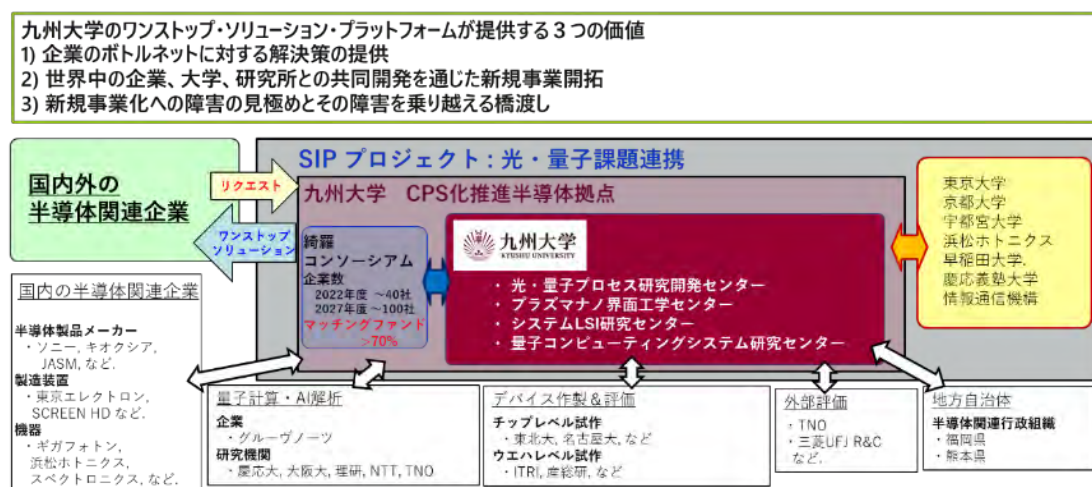 九州大学のワンストップ・ソリューション・プラットフォームが提供する３つの価値
1) 企業のボトルネットに対する解決策の提供
2) 世界中の企業、大学、研究所との共同開発を通じた新規事業開拓
3) 新規事業化への障害の見極めとその障害を乗り越える橋渡し
国内外の
半導体関連企業
リクエスト
ワンストップ
ソリューション
SIP プロジェクト：光・量子課題連携
九州大学　CPS化推進半導体拠点
綺羅
コンソーシアム
企業数
2022年度 ～40社
2027年度 ～100社
マッチングファンド
>70%
九州大学
KYUSHU UNIVERSITY
・ 光・量子プロセス研究開発センター
・ プラズマナノ界面工学センター
・ システムLSI研究センター
・ 量子コンピューティングシステム研究センター
東京大学
京都大学
宇都宮大学
浜松ホトニクス
早稲田大学.
慶応義塾大学
情報通信機構
国内の半導体関連企業
半導体製品メーカー
・ソニー, キオクシア,
JASM, など.
製造装置
・東京エレクトロン,
SCREEN HD など.
機器
・ギガフォトン,
浜松ホトニクス,
スペクトロニクス, など.
量子計算・AI解析
企業
・グルーヴノーツ
研究機関
・慶応大, 大阪大, 理研, NTT, TNO
デバイス作製＆評価
チップレベル試作
・東北大, 名古屋大, など
ウエハレベル試作
・ITRI, 産総研, など
外部評価
・TNO
・三菱UFJ R&C
など.
地方自治体
半導体関連行政組織
・福岡県
・熊本県